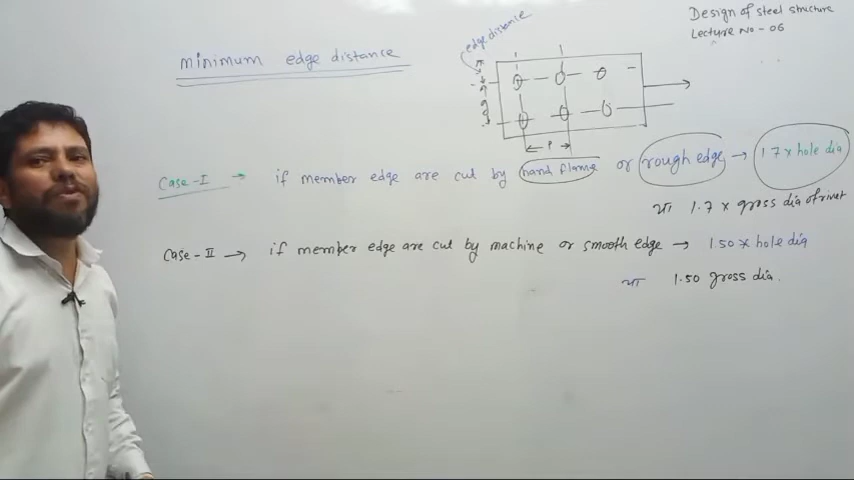 Design of steel structure
Lecture No - 06
minimum edge distance
edge distance
P
Case-I → if member edge are cut by hand flame or rough edge → 1.7 x hole dia
या 1.7 x gross dia of rivet
Case-II → if member edge are cut by machine or smooth edge → 1.50 x hole dia
या 1.50 gross dia.